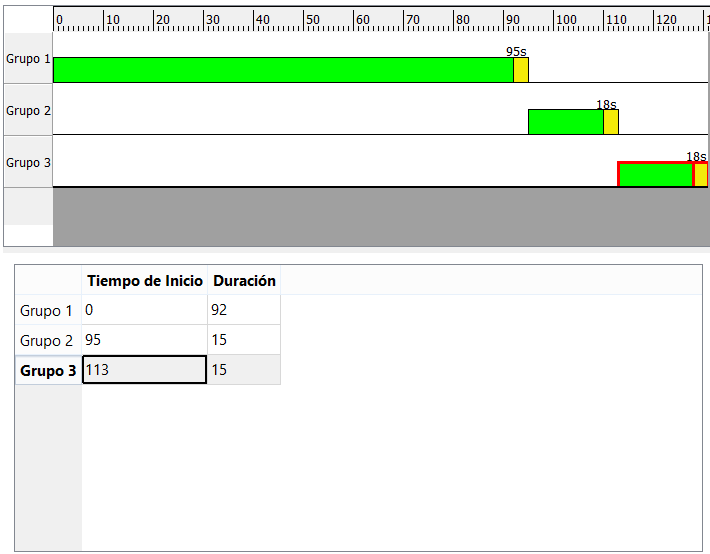 0 10 20 30 40 50 60 70 80 90 100 110 120
Grupo 1 95s
Grupo 2 18s
Grupo 3 18s
Tiempo de Inicio Duración
Grupo 1 0 92
Grupo 2 95 15
Grupo 3 113 15